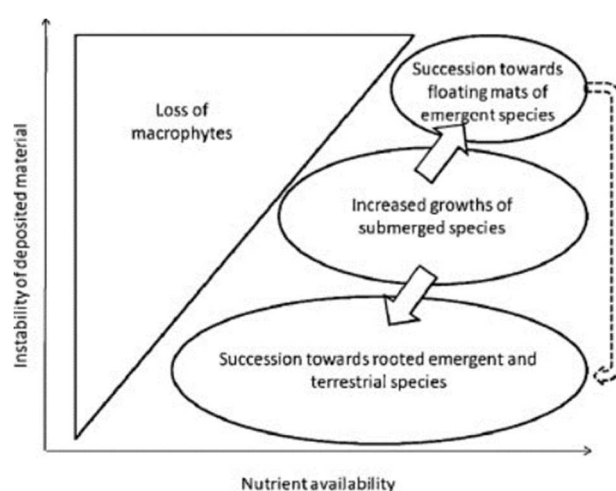 Instability of deposited material
Loss of
macrophytes
Succession towards
floating mats of
emergent species
Increased growths of
submerged species
Succession towards rooted emergent and
terrestrial species
Nutrient availability